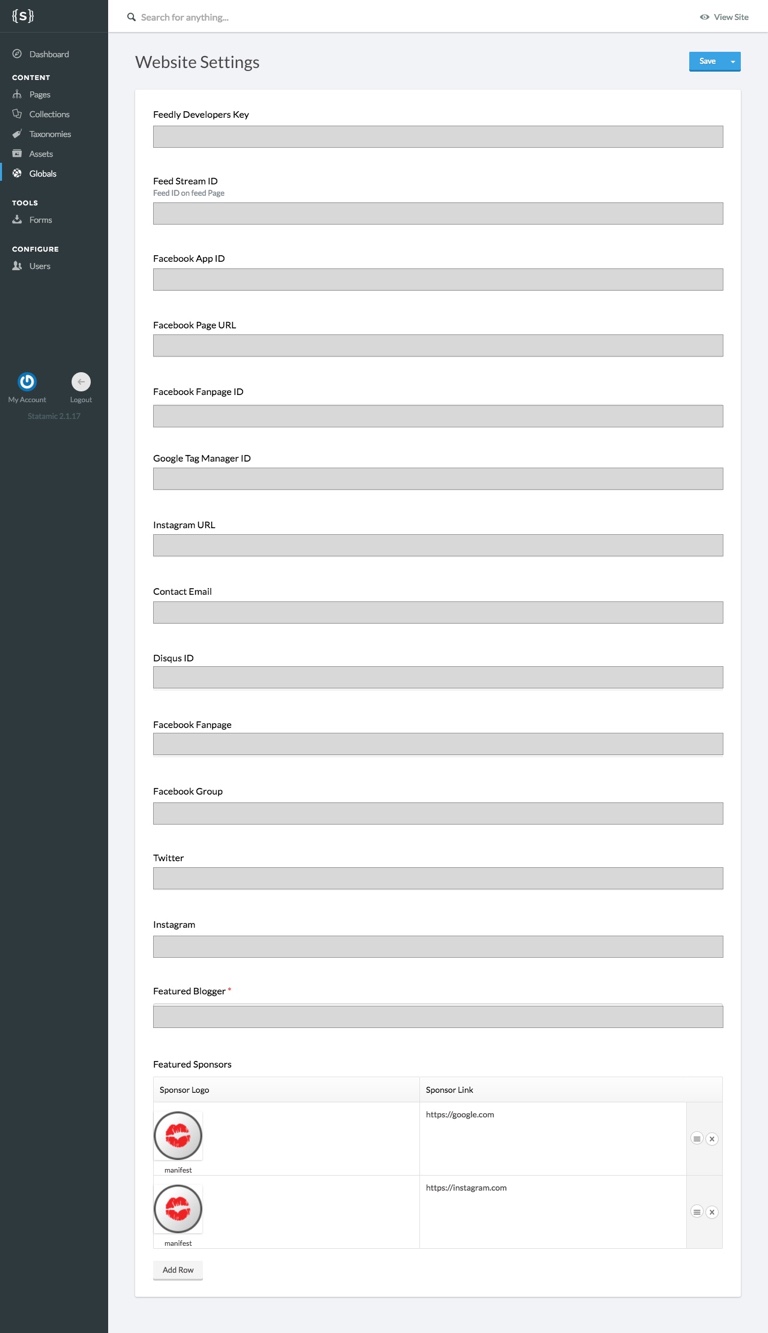 {[S]}
Search for anything...
View Site
Dashboard
CONTENT
Pages
Collections
Taxonomies
Assets
Globals
TOOLS
Forms
CONFIGURE
Users
My Account
Logout
Statamic 2.1.17
Website Settings
Save
Feedly Developers Key
Feed Stream ID
Feed ID on feed Page
Facebook App ID
Facebook Page URL
Facebook Fanpage ID
Google Tag Manager ID
Instagram URL
Contact Email
Disqus ID
Facebook Fanpage
Facebook Group
Twitter
Instagram
Featured Blogger *
Featured Sponsors
Sponsor Logo
Sponsor Link
manifest
https://google.com
manifest
https://instagram.com
Add Row